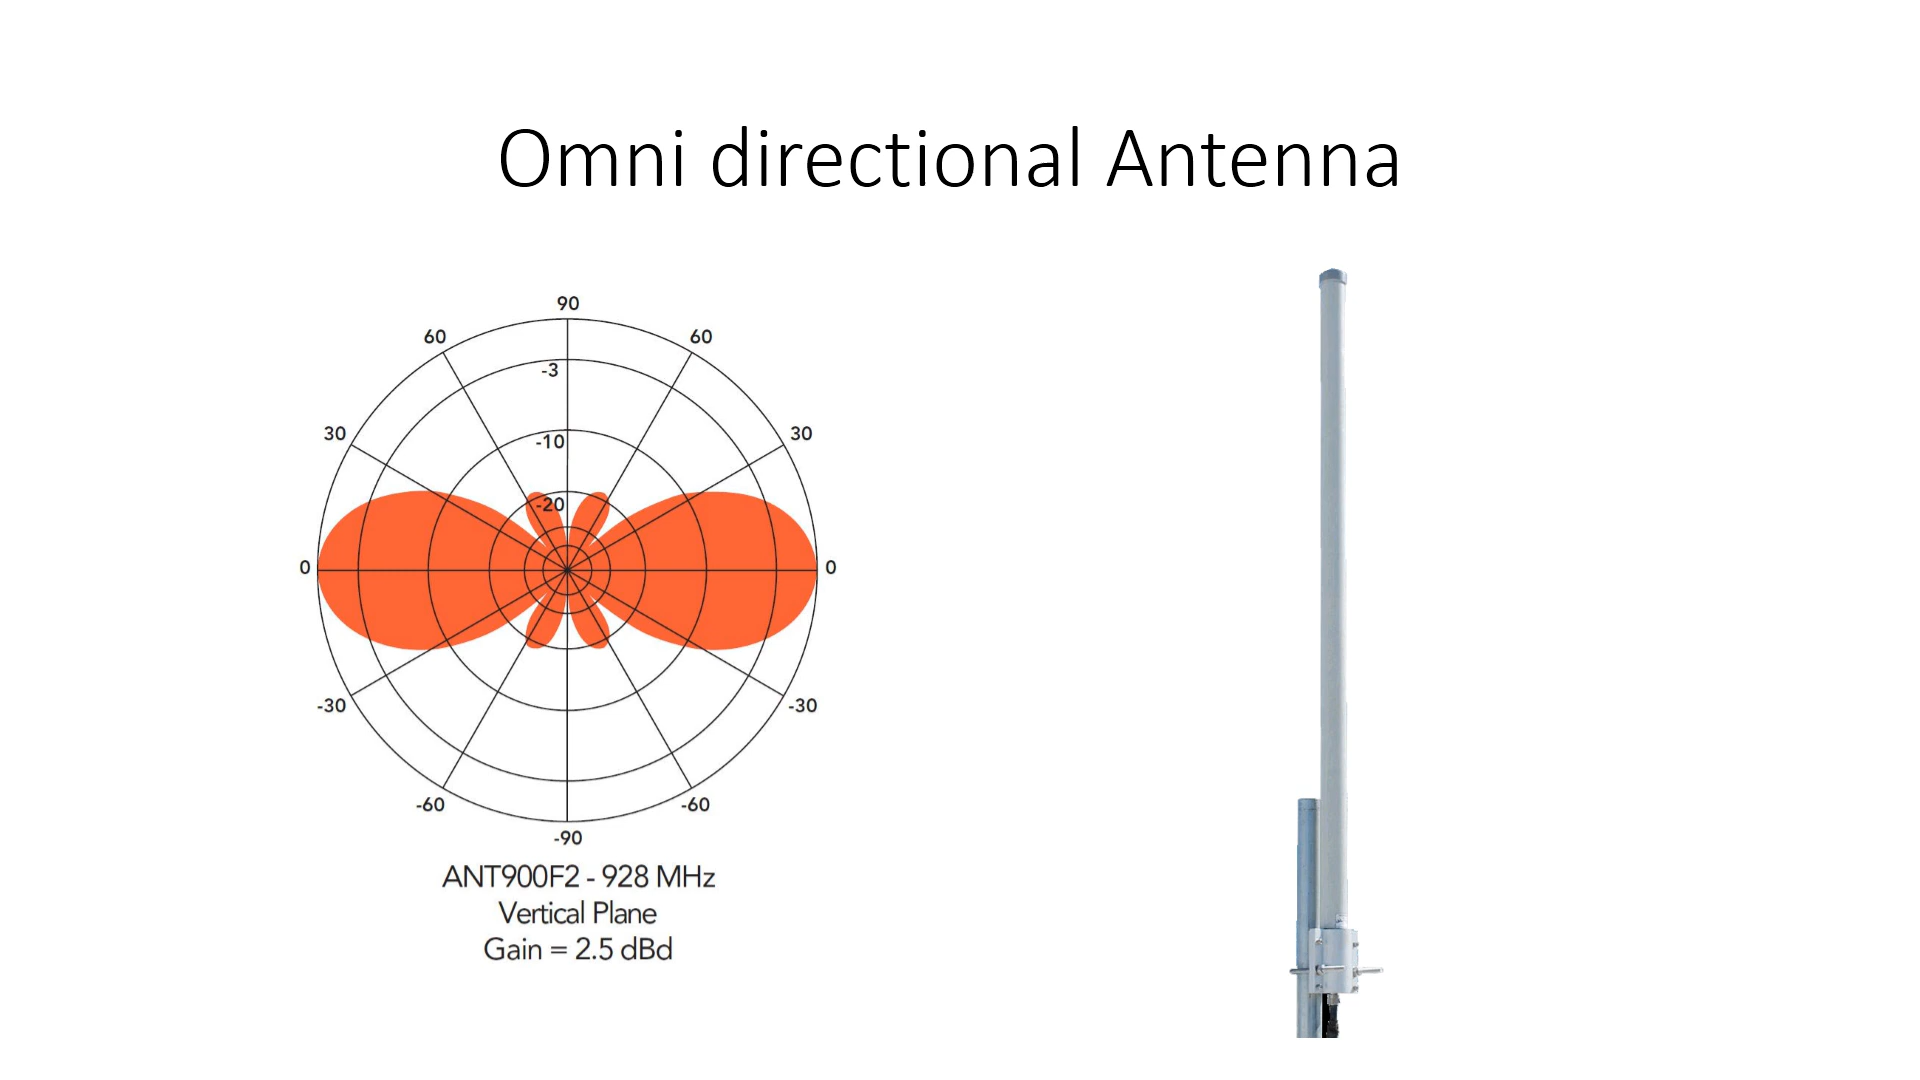 Omni directional Antenna
90
60 60
-3
30 -10 30
-20
0 0
-30 -30
-60 -60
-90
ANT900F2 - 928 MHz
Vertical Plane
Gain = 2.5 dBd